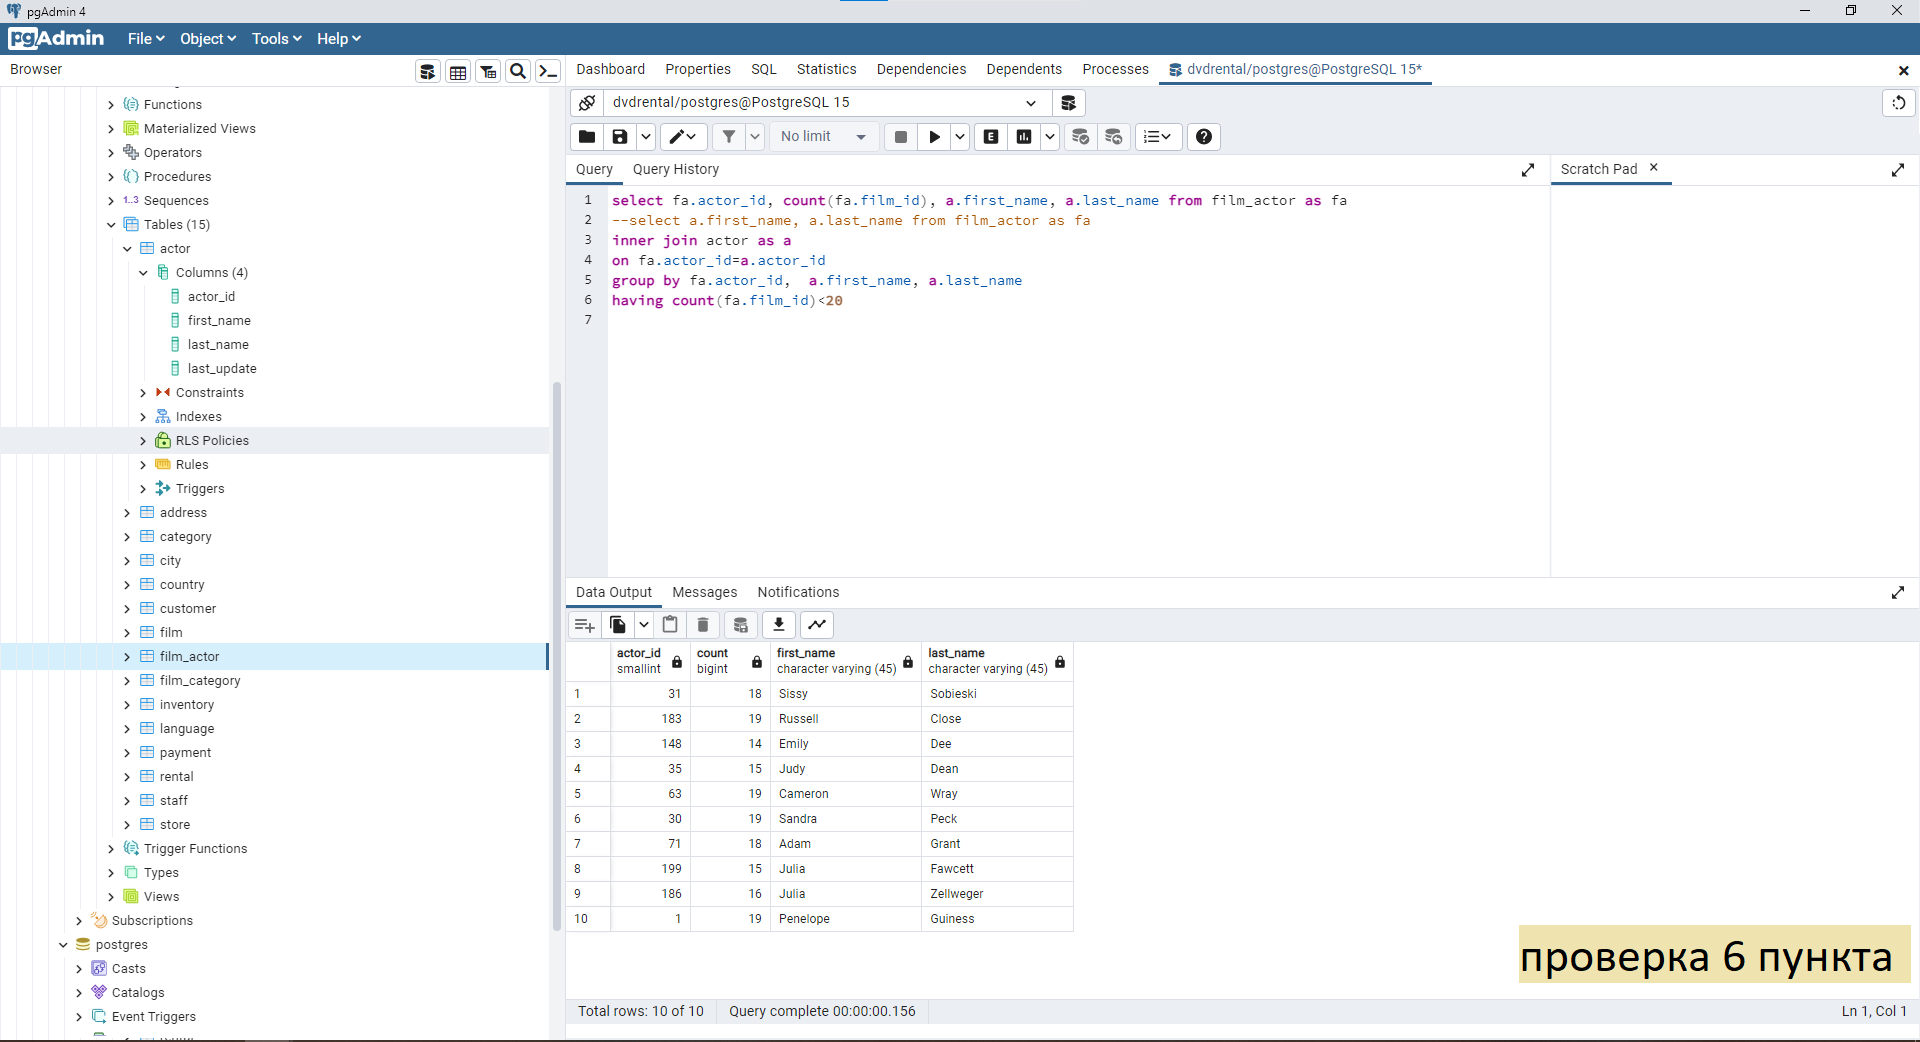 pgAdmin 4
pgAdmin File Object Tools Help
Browser
Functions
Materialized Views
Operators
Procedures
1..3 Sequences
Tables (15)
actor
Columns (4)
actor_id
first_name
last_name
last_update
Constraints
Indexes
RLS Policies
Rules
Triggers
address
category
city
country
customer
film
film_actor
film_category
inventory
language
payment
rental
staff
store
Trigger Functions
Types
Views
Subscriptions
postgres
Casts
Catalogs
Event Triggers
Dashboard Properties SQL Statistics Dependencies Dependents Processes dvdrental/postgres@PostgreSQL 15*
dvdrental/postgres@PostgreSQL 15
No limit E
Query Query History
Scratch Pad
1 select fa.actor_id, count(fa.film_id), a.first_name, a.last_name from film_actor as fa
2 --select a.first_name, a.last_name from film_actor as fa
3 inner join actor as a
4 on fa.actor_id=a.actor_id
5 group by fa.actor_id,  a.first_name, a.last_name
6 having count(fa.film_id)<20
7
Data Output Messages Notifications
actor_id count first_name last_name
smallint bigint character varying (45) character varying (45)
1 31 18 Sissy Sobieski
2 183 19 Russell Close
3 148 14 Emily Dee
4 35 15 Judy Dean
5 63 19 Cameron Wray
6 30 19 Sandra Peck
7 71 18 Adam Grant
8 199 15 Julia Fawcett
9 186 16 Julia Zellweger
10 1 19 Penelope Guiness
проверка 6 пункта
Total rows: 10 of 10 Query complete 00:00:00.156 Ln 1, Col 1